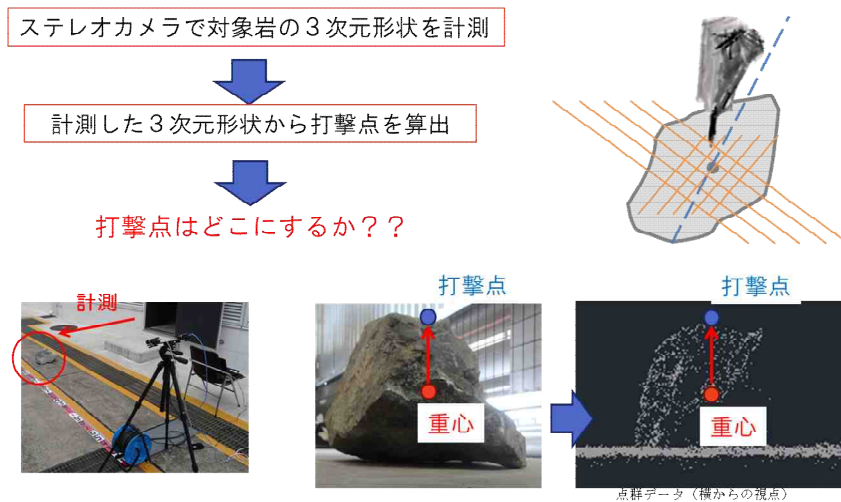 ステレオカメラで対象岩の３次元形状を計測
計測した３次元形状から打撃点を算出
打撃点はどこにするか？？
計測
打撃点
重心
打撃点
重心
点群データ（横からの視点）